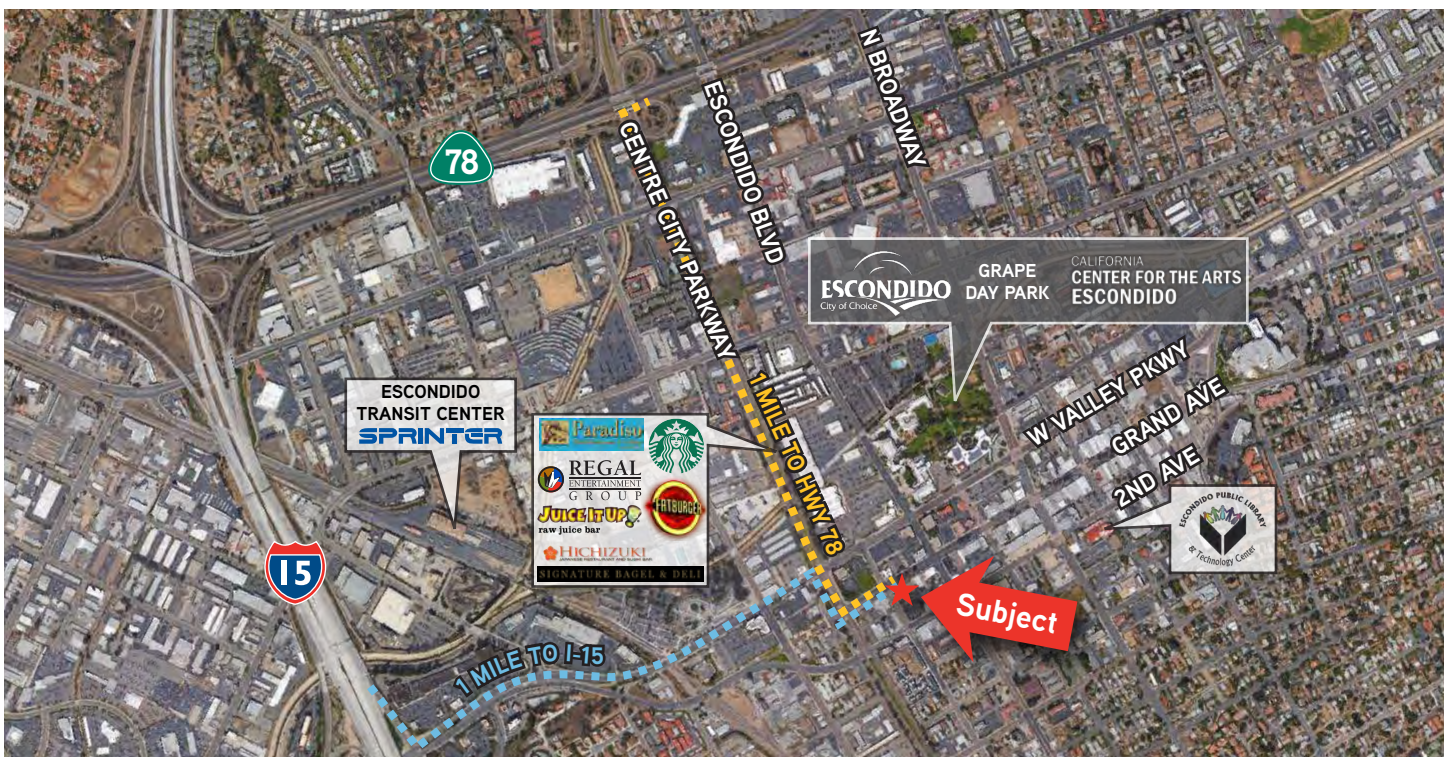 N BROADWAY
ESCONDIDO BLVD
CENTRE CITY PARKWAY
78
ESCONDIDO
City of Choice
GRAPE
DAY PARK
CALIFORNIA
CENTER FOR THE ARTS
ESCONDIDO
W VALLEY PKWY
GRAND AVE
2ND AVE
ESCONDIDO
TRANSIT CENTER
SPRINTER
1 MILE TO HWY 78
Paradiso
REGAL
ENTERTAINMENT
GROUP
FATBURGER
JUICE IT UP!
raw juice bar
HICHIZUKI
SIGNATURE BAGEL & DELI
ESCONDIDO PUBLIC LIBRARY
& Technology Center
15
Subject
1 MILE TO I-15